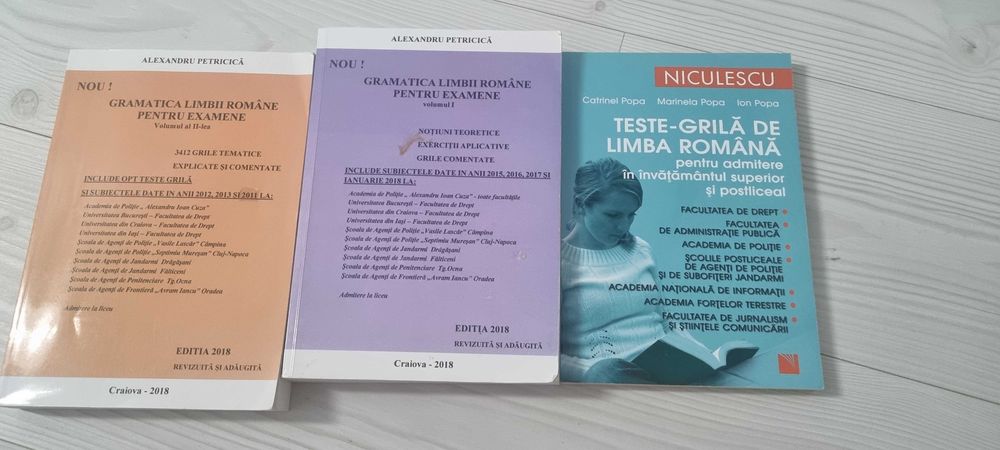 ALEXANDRU PETRICICĂ
NOU !
GRAMATICA LIMBII ROMÂNE
PENTRU EXAMENE
Volumul al II-lea
3412 GRILE TEMATICE
EXPLICATE ȘI COMENTATE
INCLUDE OPT TESTE GRILĂ
ȘI SUBIECTELE DATE IN ANII 2012, 2013 SI 2011 LA:
Academia de Poliție „ Alexandru Ioan Cuza"
Universitatea București – Facultatea de Drept
Universitatea din Craiova – Facultatea de Drept
Universitatea din Iași – Facultatea de Drept
Școala de Agenți de Poliție „Vasile Lascăr" Câmpina
Școala de Agenți de Poliție „Septimiu Mureșan" Cluj-Napoca
Școala de Agenți de Jandarmi Drăgășani
Școala de Agenți de Jandarmi Fălticeni
Școala de Agenți de Penitenciare Tg.Ocna
Școala de Agenți de Frontieră „Avram Iancu" Oradea
Admitere la liceu
EDITIA 2018
REVIZUITĂ ȘI ADĂUGITĂ
Craiova - 2018
ALEXANDRU PETRICICĂ
NOU !
GRAMATICA LIMBII ROMÂNE
PENTRU EXAMENE
volumul I
NOȚIUNI TEORETICE
EXERCIȚII APLICATIVE
GRILE COMENTATE
INCLUDE SUBIECTELE DATE IN ANII 2015, 2016, 2017 SI
IANUARIE 2018 LA:
Academia de Poliție „ Alexandru Ioan Cuza" - toate facultățile
Universitatea București – Facultatea de Drept
Universitatea din Craiova – Facultatea de Drept
Universitatea din Iași – Facultatea de Drept
Școala de Agenți de Poliție „Vasile Lascăr" Câmpina
Școala de Agenți de Poliție „Septimiu Mureșan" Cluj-Napoca
Școala de Agenți de Jandarmi Drăgășani
Școala de Agenți de Jandarmi Fălticeni
Școala de Agenți de Penitenciare Tg.Ocna
Școala de Agenți de Frontieră „Avram Iancu" Oradea
Admitere la liceu
EDIȚIA 2018
REVIZUITĂ ȘI ADĂUGITĂ
Craiova - 2018
NICULESCU
Catrinel Popa Marinela Popa Ion Popa
TESTE-GRILĂ DE
LIMBA ROMÂNĂ
pentru admitere
în învățământul superior
și postliceal
FACULTATEA DE DREPT
FACULTATEA
DE ADMINISTRAȚIE PUBLICĂ
ACADEMIA DE POLIȚIE
ȘCOLILE POSTLICEALE
DE AGENȚI DE POLIȚIE
ȘI DE SUBOFIȚERI JANDARMI
ACADEMIA NAȚIONALĂ DE INFORMAȚII
ACADEMIA FORȚELOR TERESTRE
FACULTATEA DE JURNALISM
ȘI ȘTIINȚELE COMUNICĂRII